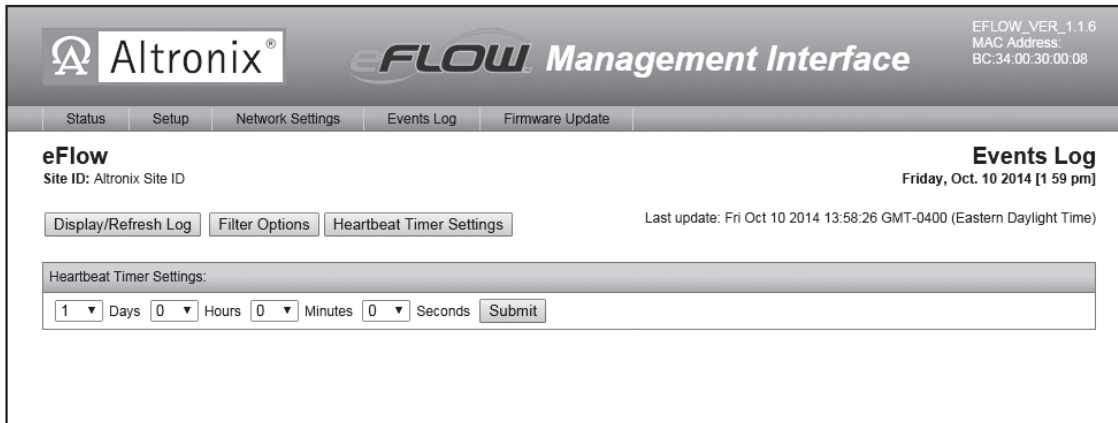 Altronix®
eFLOW Management Interface
EFLOW_VER_1.1.6
MAC Address:
BC:34:00:30:00:08
Status Setup Network Settings Events Log Firmware Update
eFlow
Site ID: Altronix Site ID
Events Log
Friday, Oct. 10 2014 [1 59 pm]
Display/Refresh Log Filter Options Heartbeat Timer Settings
Last update: Fri Oct 10 2014 13:58:26 GMT-0400 (Eastern Daylight Time)
Heartbeat Timer Settings:
1 Days 0 Hours 0 Minutes 0 Seconds Submit